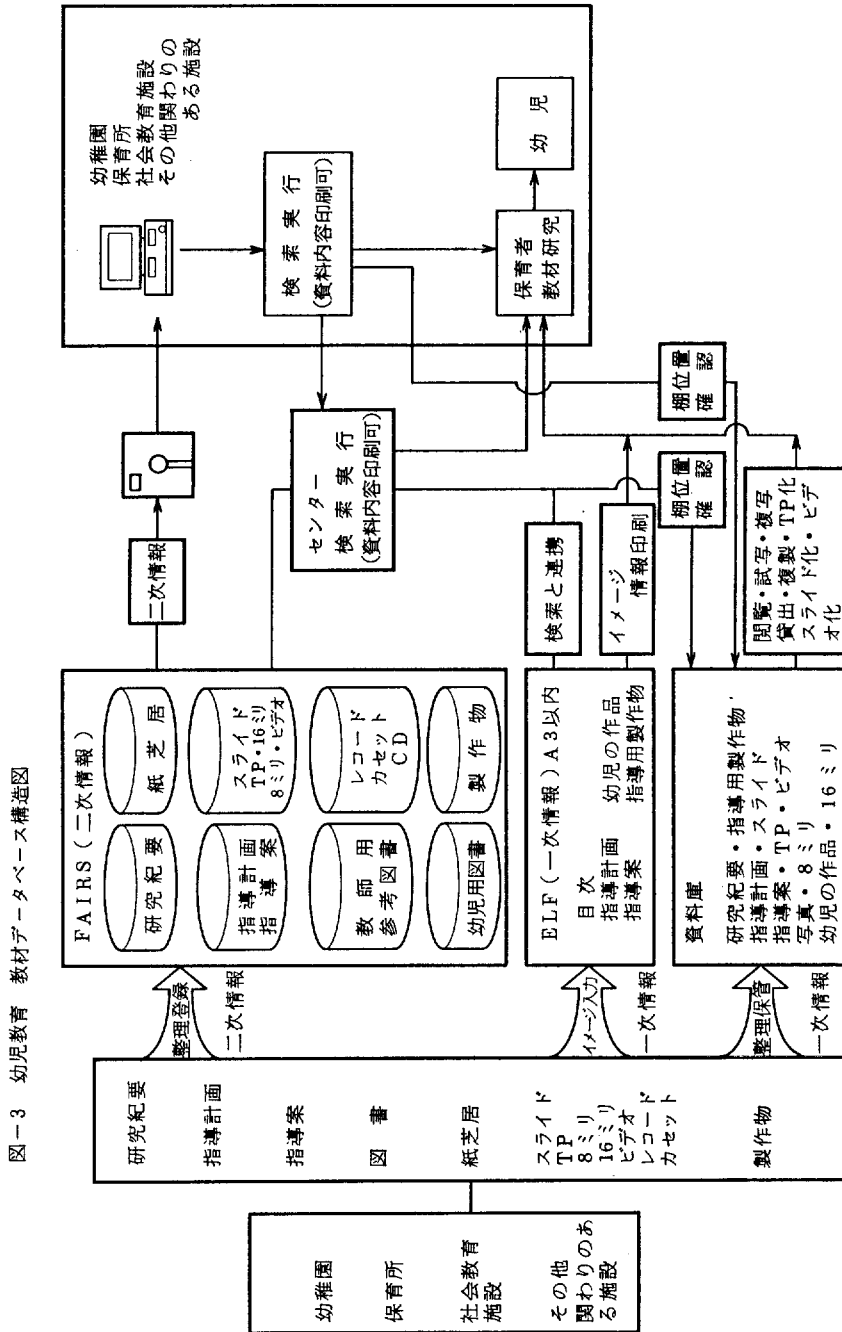 図－3 幼児教育 教材データベース構造図
幼稚園
保育所
社会教育
施設
その他
関わりのあ
る施設
研究紀要
指導計画
指導案
図書
紙芝居
スライド
TP
8ミリ
16ミリ
ビデオ
レコード
カセット
製作物
整理登録
二次情報
イメージ入力
一次情報
整理保管
一次情報
FAIRS(二次情報)
研究紀要
紙芝居
指導計画
指導案
スライド
TP・16ミリ
8ミリ・ビデオ
教師用
参考図書
レコード
カセット
CD
幼児用図書
製作物
ELF(一次情報)A3以内
目次
指導計画
指導案
幼児の作品
指導用製作物
資料庫
研究紀要・指導用製作物・
指導計画・スライド
指導案・TP・ビデオ
写真・8ミリ
幼児の作品・16ミリ
二次情報
センター
検索実行
(資料内容印刷可)
検索と連携
イメージ
情報印刷
棚位置
確認
棚位置
確認
閲覧・試写・複写
貸出・複製・TP化
スライド化・ビデ
オ化
幼稚園
保育所
社会教育施設
その他関わりの
ある施設
検索実行
(資料内容印刷可)
保育者
教材研究
幼児